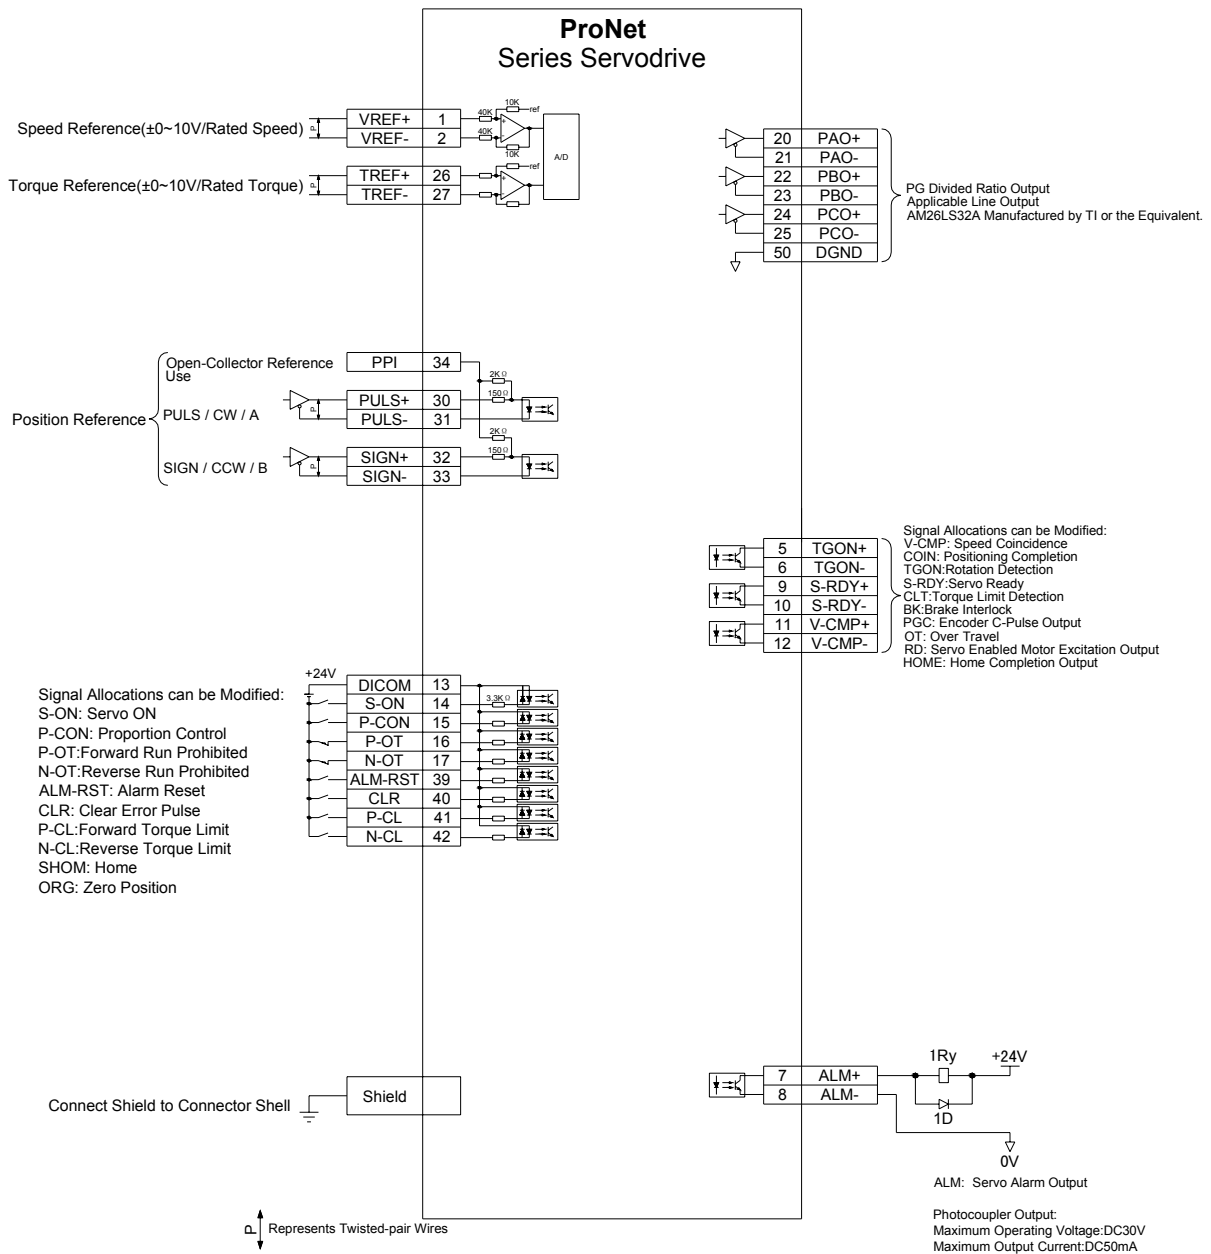 ProNet
Series Servodrive
Speed Reference(±0~10V/Rated Speed)
P
VREF+ 1
VREF- 2
40K
40K
10K
10K
ref
A/D
Torque Reference(±0~10V/Rated Torque)
P
TREF+ 26
TREF- 27
ref
20 PAO+
21 PAO-
22 PBO+
23 PBO-
24 PCO+
25 PCO-
50 DGND
PG Divided Ratio Output
Applicable Line Output
AM26LS32A Manufactured by TI or the Equivalent.
Position Reference
Open-Collector Reference
Use
PPI 34
PULS / CW / A
P
PULS+ 30
PULS- 31
2KΩ
150Ω
SIGN / CCW / B
P
SIGN+ 32
SIGN- 33
2KΩ
150Ω
5 TGON+
6 TGON-
9 S-RDY+
10 S-RDY-
11 V-CMP+
12 V-CMP-
Signal Allocations can be Modified:
V-CMP: Speed Coincidence
COIN: Positioning Completion
TGON:Rotation Detection
S-RDY:Servo Ready
CLT:Torque Limit Detection
BK:Brake Interlock
PGC: Encoder C-Pulse Output
OT: Over Travel
RD: Servo Enabled Motor Excitation Output
HOME: Home Completion Output
Signal Allocations can be Modified:
S-ON: Servo ON
P-CON: Proportion Control
P-OT:Forward Run Prohibited
N-OT:Reverse Run Prohibited
ALM-RST: Alarm Reset
CLR: Clear Error Pulse
P-CL:Forward Torque Limit
N-CL:Reverse Torque Limit
SHOM: Home
ORG: Zero Position
+24V
DICOM 13
S-ON 14
P-CON 15
P-OT 16
N-OT 17
ALM-RST 39
CLR 40
P-CL 41
N-CL 42
3.3KΩ
Connect Shield to Connector Shell
Shield
7 ALM+
8 ALM-
1Ry
+24V
1D
0V
ALM: Servo Alarm Output
Photocoupler Output:
Maximum Operating Voltage:DC30V
Maximum Output Current:DC50mA
P
Represents Twisted-pair Wires